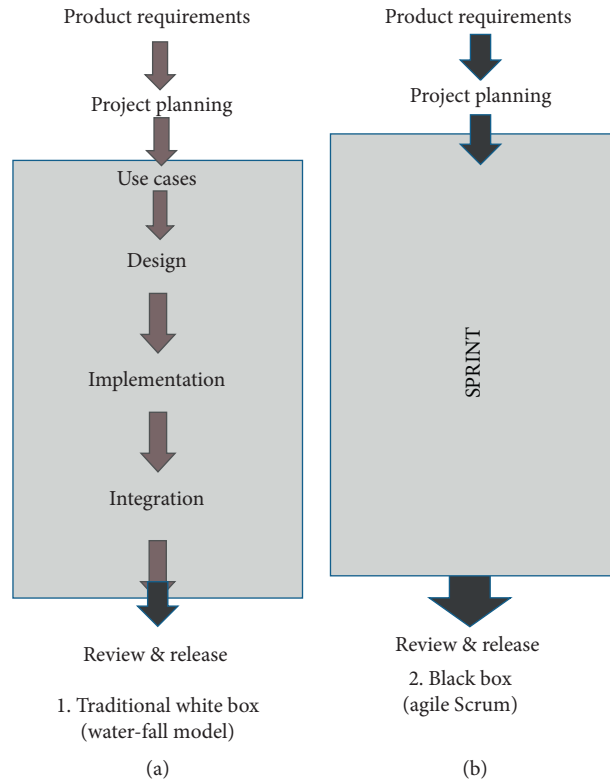 Product requirements
Project planning
Use cases
Design
Implementation
Integration
Review & release
1. Traditional white box
(water-fall model)
(a)
Product requirements
Project planning
SPRINT
Review & release
2. Black box
(agile Scrum)
(b)